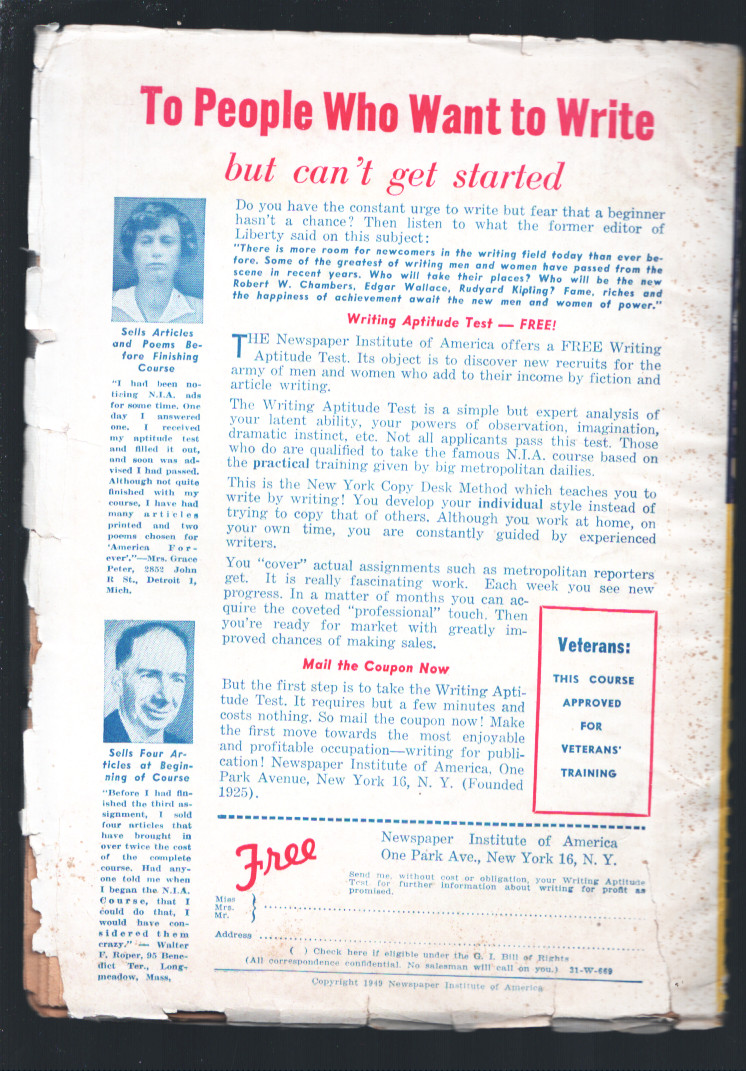 To People Who Want to Write
but can't get started
Do you have the constant urge to write but fear that a beginner
hasn't a chance? Then listen to what the former editor of
Liberty said on this subject:
"There is more room for newcomers in the writing field today than ever be-
fore. Some of the greatest of writing men and women have passed from the
scene in recent years. Who will take their places? Who will be the new
Robert W. Chambers, Edgar Wallace, Rudyard Kipling? Fame, riches and
the happiness of achievement await the new men and women of power."
Writing Aptitude Test — FREE!
THE Newspaper Institute of America offers a FREE Writing
Aptitude Test. Its object is to discover new recruits for the
army of men and women who add to their income by fiction and
article writing.
The Writing Aptitude Test is a simple but expert analysis of
your latent ability, your powers of observation, imagination,
dramatic instinct, etc. Not all applicants pass this test. Those
who do are qualified to take the famous N.I.A. course based on
the practical training given by big metropolitan dailies.
This is the New York Copy Desk Method which teaches you to
write by writing! You develop your individual style instead of
trying to copy that of others. Although you work at home, on
your own time, you are constantly guided by experienced
writers.
You "cover" actual assignments such as metropolitan reporters
get. It is really fascinating work. Each week you see new
progress. In a matter of months you can ac-
quire the coveted "professional" touch. Then
you're ready for market with greatly im-
proved chances of making sales.
Mail the Coupon Now
But the first step is to take the Writing Apti-
tude Test. It requires but a few minutes and
costs nothing. So mail the coupon now! Make
the first move towards the most enjoyable
and profitable occupation—writing for publi-
cation! Newspaper Institute of America, One
Park Avenue, New York 16, N. Y. (Founded
1925).
Veterans:
THIS COURSE
APPROVED
FOR
VETERANS'
TRAINING
Sells Articles
and Poems Be-
fore Finishing
Course
"I had been no-
ticing N.I.A. ads
for some time. One
day I answered
one. I received
my aptitude test
and filled it out,
and soon was ad-
vised I had passed.
Although not quite
finished with my
course, I have had
many articles
printed and two
poems chosen for
'America For-
ever'."—Mrs. Grace
Peter, 2852 John
R St., Detroit 1,
Mich.
Sells Four Ar-
ticles at Begin-
ning of Course
"Before I had fin-
ished the third as-
signment, I sold
four articles that
have brought in
over twice the cost
of the complete
course. Had any-
one told me when
I began the N.I.A.
Course, that I
could do that, I
would have con-
sidered them
crazy." — Walter
F. Roper, 95 Bene-
dict Ter., Long-
meadow, Mass.
Free
Newspaper Institute of America
One Park Ave., New York 16, N. Y.
Send me, without cost or obligation, your Writing Aptitude
Test for further information about writing for profit as
promised.
Miss
Mrs.
Mr.
Address
( ) Check here if eligible under the G. I. Bill of Rights
(All correspondence confidential. No salesman will call on you.) 21-W-669
Copyright 1949 Newspaper Institute of America